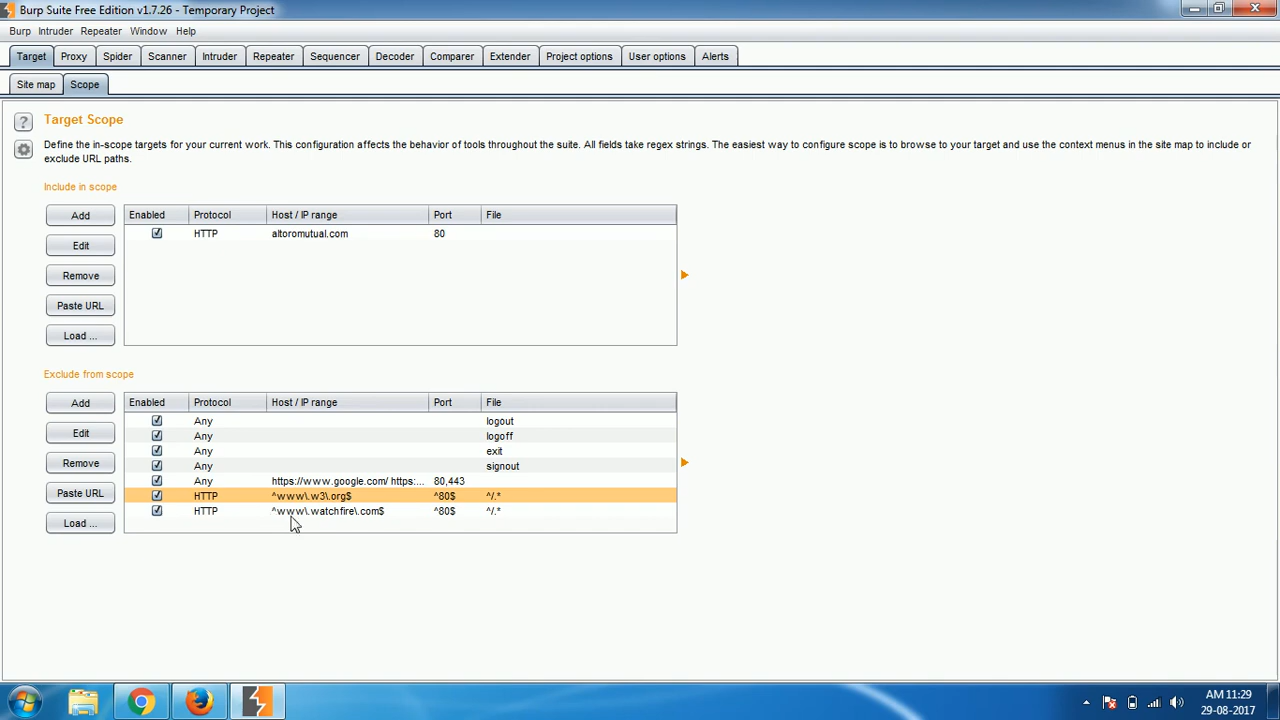 Burp Suite Free Edition v1.7.26 - Temporary Project
Burp Intruder Repeater Window Help
Target Proxy Spider Scanner Intruder Repeater Sequencer Decoder Comparer Extender Project options User options Alerts
Site map Scope
? Target Scope
Define the in-scope targets for your current work. This configuration affects the behavior of tools throughout the suite. All fields take regex strings. The easiest way to configure scope is to browse to your target and use the context menus in the site map to include or
exclude URL paths.
Include in scope
Add Enabled Protocol Host / IP range Port File
HTTP altoromutual.com 80
Edit
Remove
Paste URL
Load ...
Exclude from scope
Add Enabled Protocol Host / IP range Port File
Any logout
Edit Any logoff
Any exit
Remove Any signout
Any https://www.google.com/ https:... 80,443
Paste URL HTTP ^www\.w3\.org$ ^80$ ^/.*
HTTP ^www\.watchfire\.com$ ^80$ ^/.*
Load ...
AM 11:29
29-08-2017